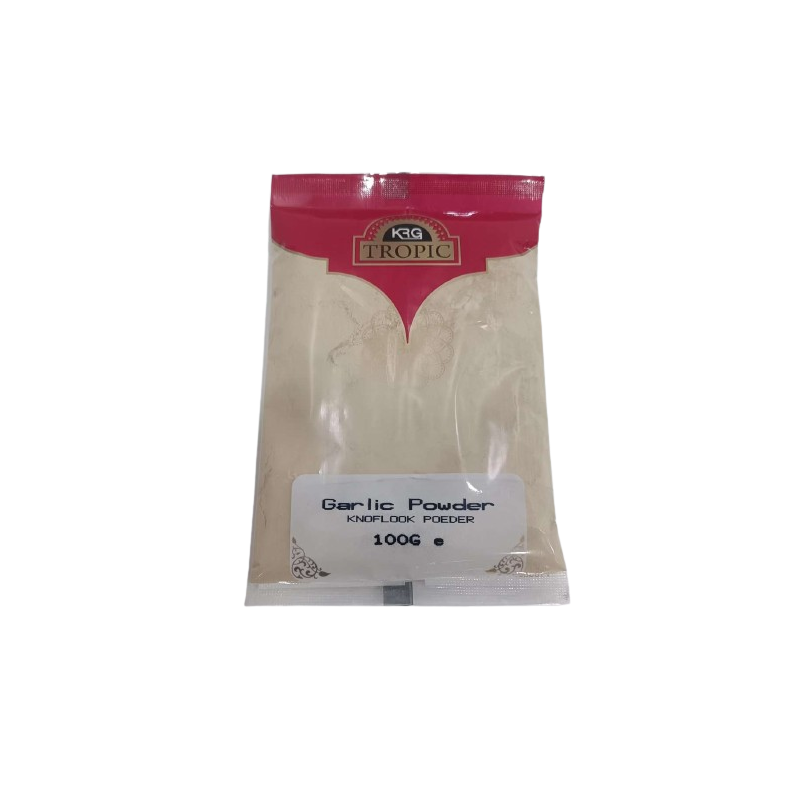 KRG
TROPIC
Garlic Powder
KNOFLOOK POEDER
100G e